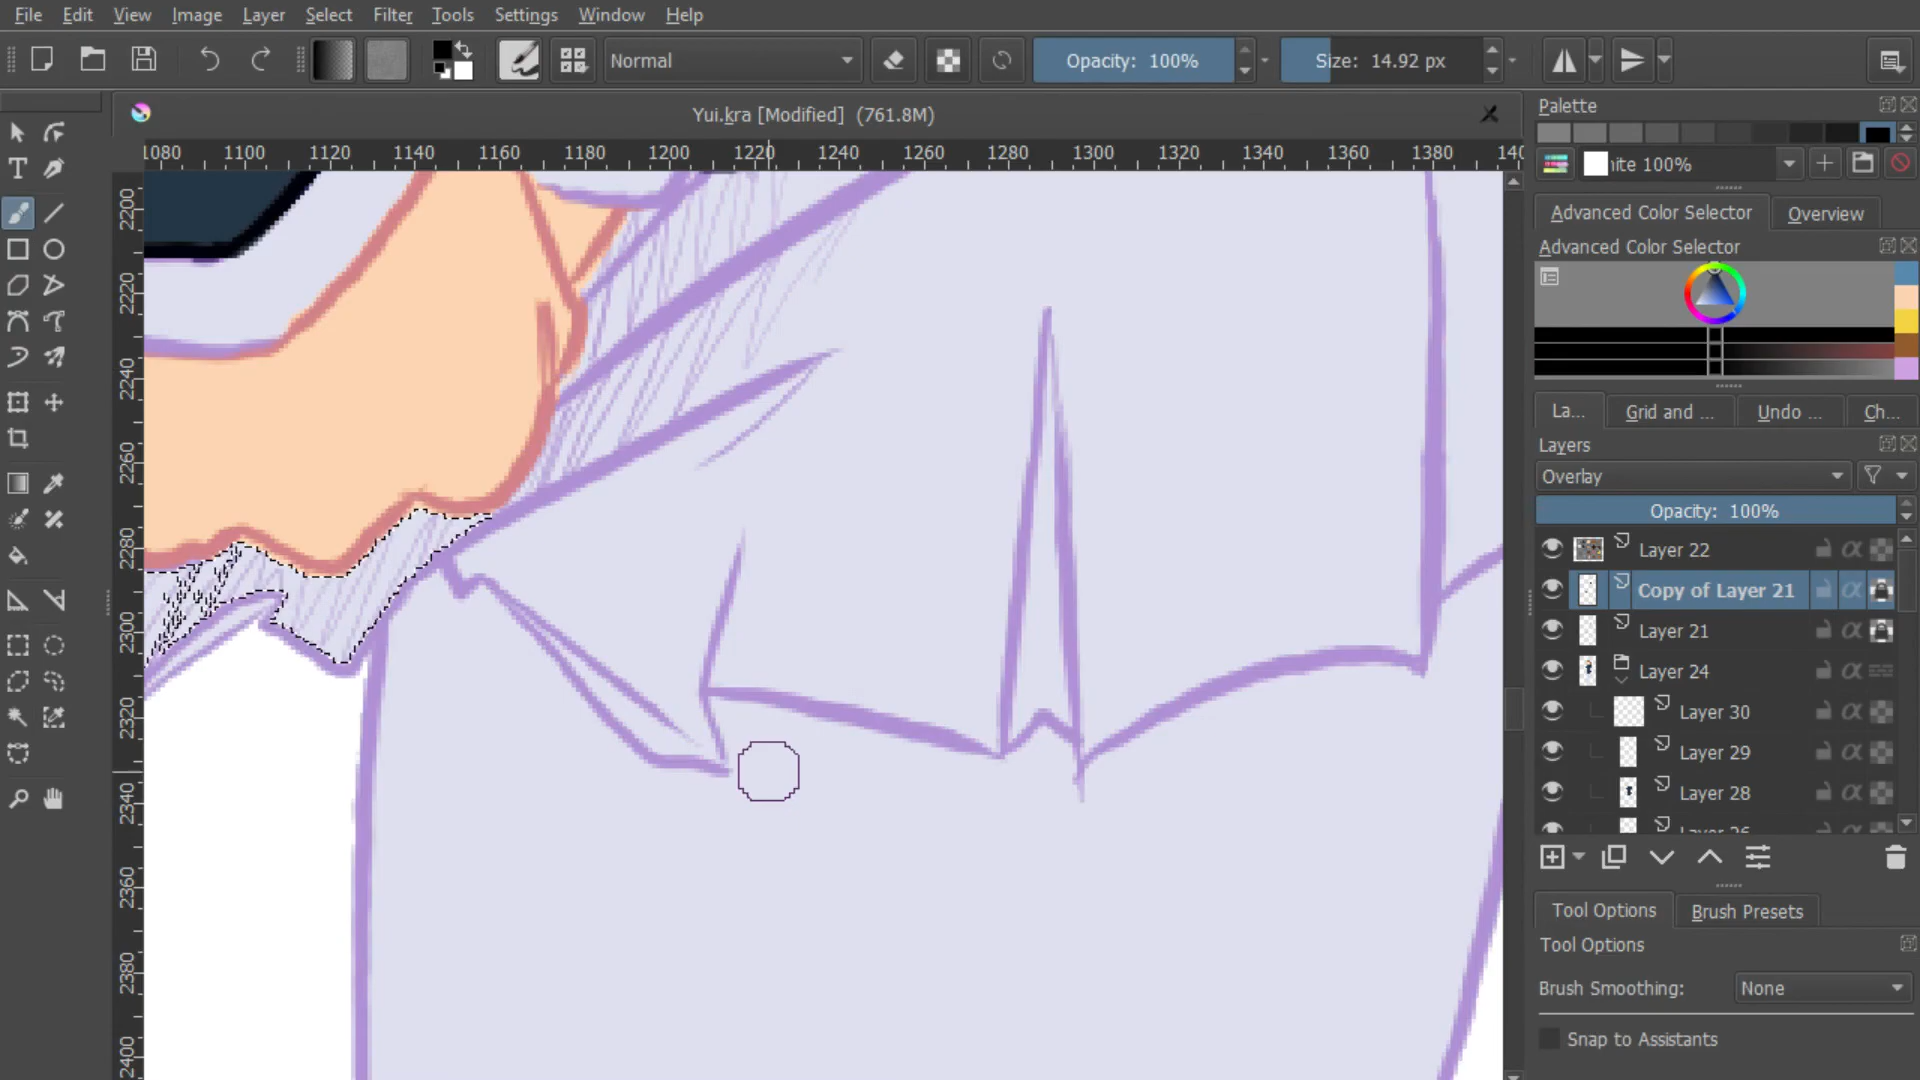 File Edit View Image Layer Select Filter Tools Settings Window Help
Normal Opacity: 100% Size: 14.92 px
Yui.kra [Modified] (761.8M)
1080 1100 1120 1140 1160 1180 1200 1220 1240 1260 1280 1300 1320 1340 1360 1380 140
2200
2220
2240
2260
2280
2300
2320
2340
2360
2380
2400
Palette
ite 100%
Advanced Color Selector Overview
Advanced Color Selector
La... Grid and ... Undo ... Ch...
Layers
Overlay
Opacity: 100%
Layer 22
Copy of Layer 21
Layer 21
Layer 24
Layer 30
Layer 29
Layer 28
Layer 26
Tool Options Brush Presets
Tool Options
Brush Smoothing: None
Snap to Assistants